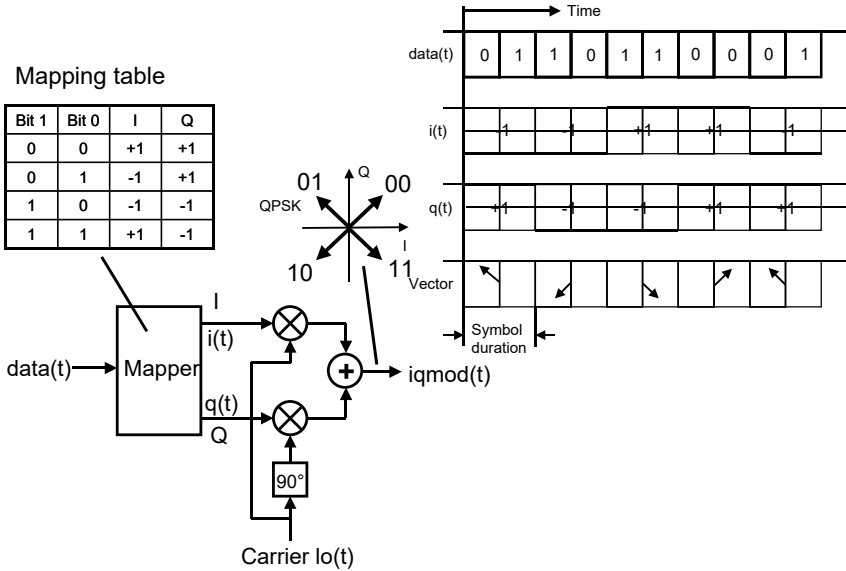 Time
data(t) 0 1 1 0 1 1 0 0 0 1
Mapping table
Bit 1 Bit 0 I Q
0 0 +1 +1
0 1 -1 +1
1 0 -1 -1
1 1 +1 -1
i(t) -1 -1 +1 +1 -1
Q
01 00
QPSK
I
10 11
q(t) +1 -1 -1 +1 +1
Vector
Symbol
duration
I
i(t)
data(t) Mapper
iqmod(t)
+
q(t)
Q
90°
Carrier lo(t)